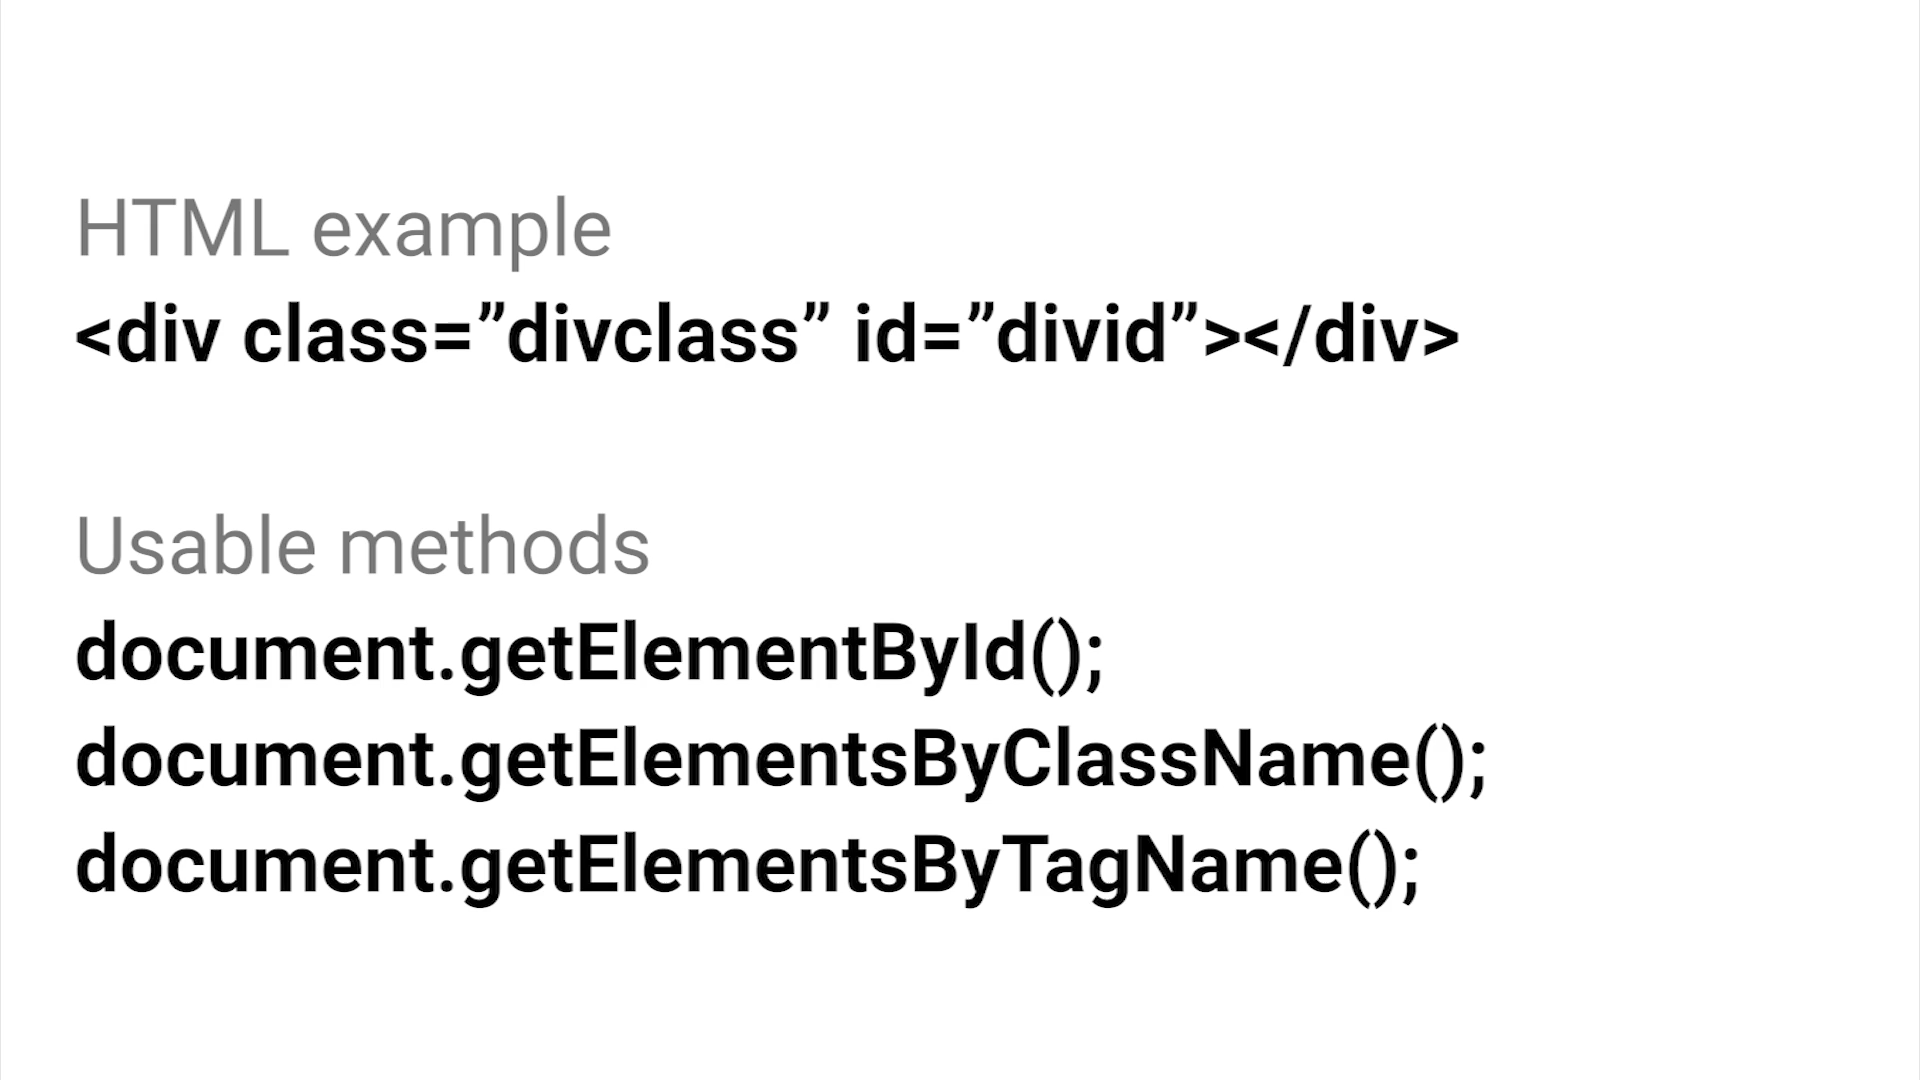 HTML example
<div class=”divclass” id=”divid”></div>
Usable methods
document.getElementById();
document.getElementsByClassName();
document.getElementsByTagName();